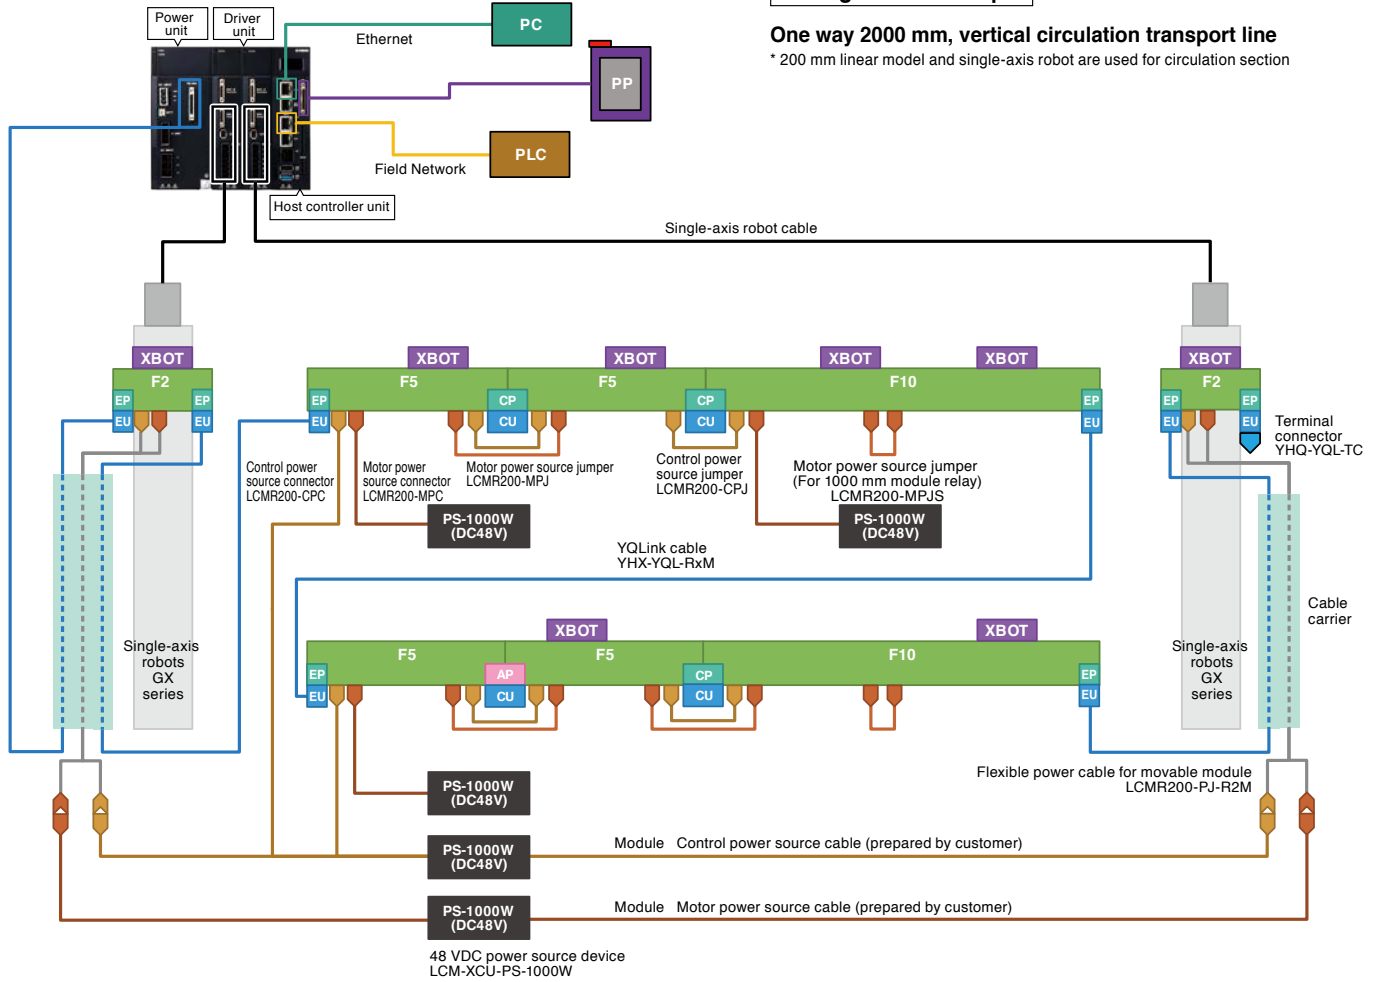 Power
unit
Driver
unit
Ethernet
PC
PP
PLC
Field Network
Host controller unit
One way 2000 mm, vertical circulation transport line
* 200 mm linear model and single-axis robot are used for circulation section
Single-axis robot cable
XBOT
F2
EP
EP
EU
EU
XBOT
XBOT
XBOT
XBOT
F5
F5
F10
EP
CP
CP
EP
EU
CU
CU
EU
XBOT
F2
EP
EP
EU
EU
Terminal
connector
YHQ-YQL-TC
Control power
source connector
LCMR200-CPC
Motor power
source connector
LCMR200-MPC
Motor power source jumper
LCMR200-MPJ
Control power
source jumper
LCMR200-CPJ
Motor power source jumper
(For 1000 mm module relay)
LCMR200-MPJS
PS-1000W
(DC48V)
PS-1000W
(DC48V)
YQLink cable
YHX-YQL-RxM
Cable
carrier
XBOT
XBOT
F5
F5
F10
EP
AP
CP
EP
EU
CU
CU
EU
Single-axis
robots
GX
series
Single-axis
robots
GX
series
Flexible power cable for movable module
LCMR200-PJ-R2M
PS-1000W
(DC48V)
PS-1000W
(DC48V)
Module Control power source cable (prepared by customer)
PS-1000W
(DC48V)
Module Motor power source cable (prepared by customer)
48 VDC power source device
LCM-XCU-PS-1000W